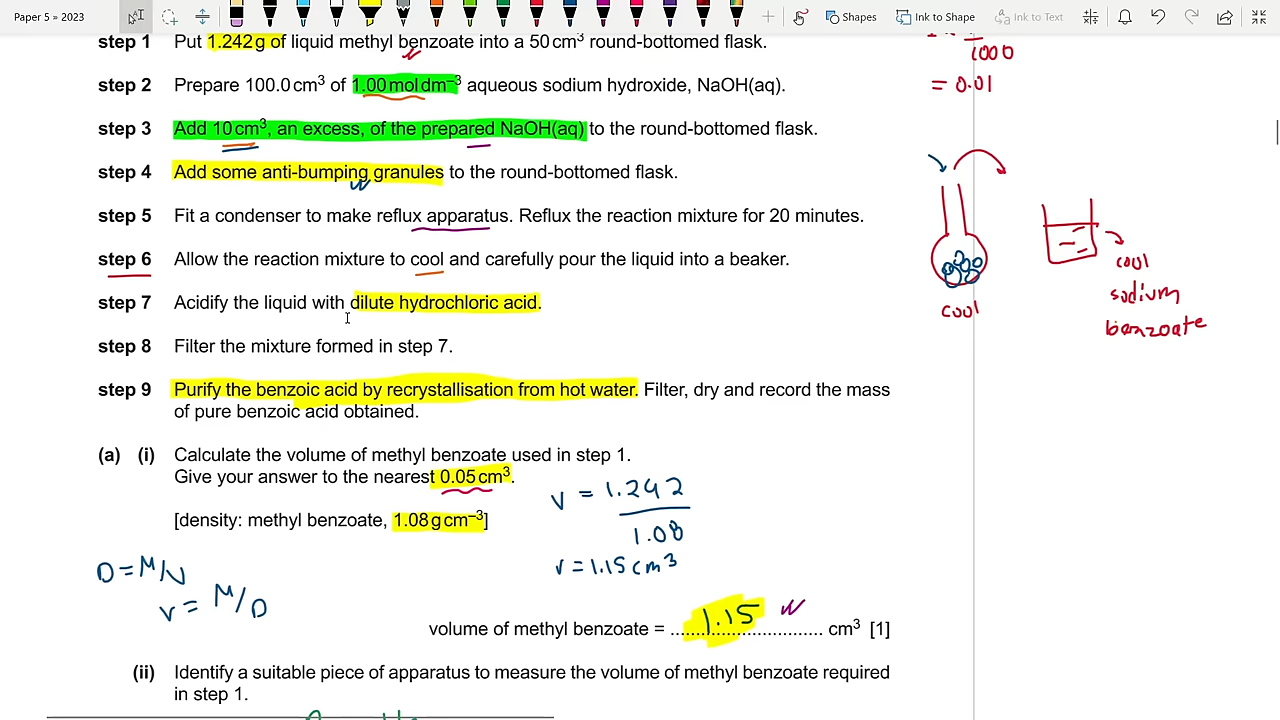 Paper 5 » 2023
Shapes
Ink to Shape
Ink to Text
step 1 Put 1.242 g of liquid methyl benzoate into a 50 cm³ round-bottomed flask.
1000
step 2 Prepare 100.0 cm³ of 1.00 mol dm⁻³ aqueous sodium hydroxide, NaOH(aq).
= 0.01
step 3 Add 10 cm³, an excess, of the prepared NaOH(aq) to the round-bottomed flask.
step 4 Add some anti-bumping granules to the round-bottomed flask.
step 5 Fit a condenser to make reflux apparatus. Reflux the reaction mixture for 20 minutes.
step 6 Allow the reaction mixture to cool and carefully pour the liquid into a beaker.
cool
sodium
benzoate
cool
step 7 Acidify the liquid with dilute hydrochloric acid.
step 8 Filter the mixture formed in step 7.
step 9 Purify the benzoic acid by recrystallisation from hot water. Filter, dry and record the mass
of pure benzoic acid obtained.
(a) (i) Calculate the volume of methyl benzoate used in step 1.
Give your answer to the nearest 0.05 cm³.
[density: methyl benzoate, 1.08 g cm⁻³]
v = 1.242
1.08
v = 1.15 cm³
D = M/V
v = M/D
volume of methyl benzoate = 1.15 cm³ [1]
(ii) Identify a suitable piece of apparatus to measure the volume of methyl benzoate required
in step 1.